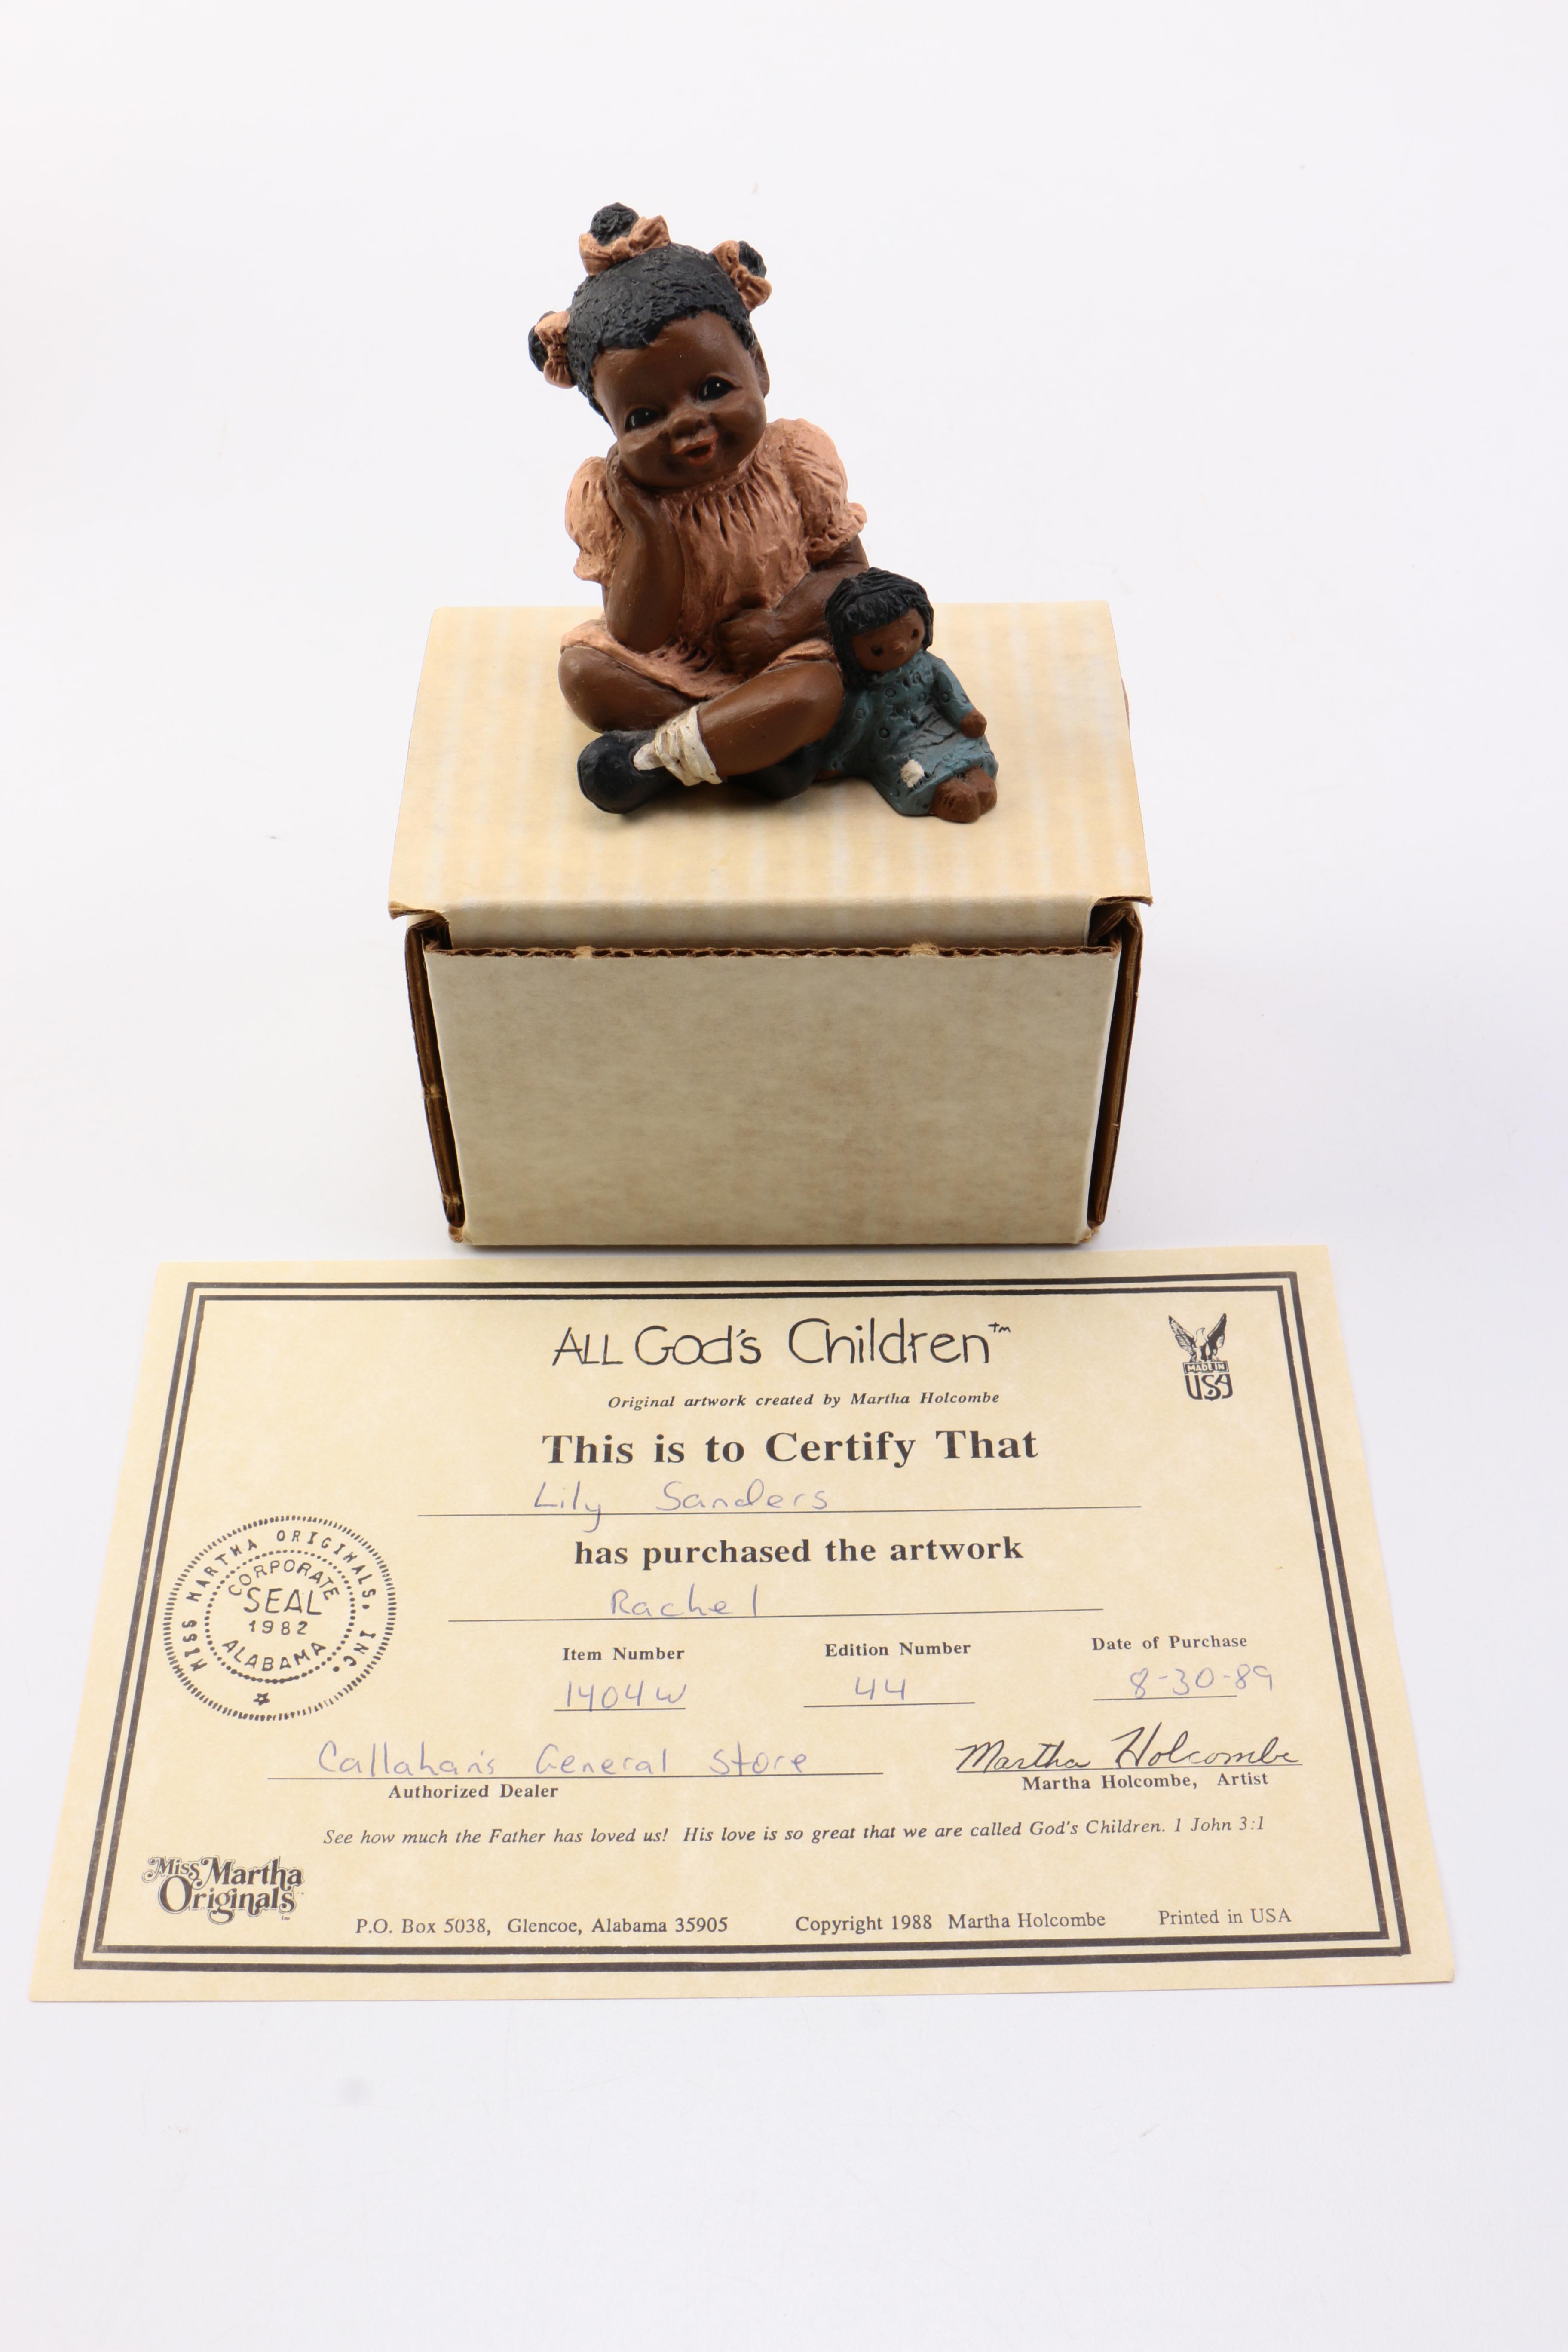 ALL God's Children™
MADE IN
USA
Original artwork created by Martha Holcombe
This is to Certify That
Lily Sanders
has purchased the artwork
Rachel
MISS MARTHA ORIGINALS, INC.
CORPORATE
SEAL
1982
ALABAMA
Item Number Edition Number Date of Purchase
1404W 44 8-30-89
Callahan's General Store Martha Holcombe
Authorized Dealer Martha Holcombe, Artist
See how much the Father has loved us! His love is so great that we are called God's Children. 1 John 3:1
Miss Martha
Originals
P.O. Box 5038, Glencoe, Alabama 35905 Copyright 1988 Martha Holcombe Printed in USA